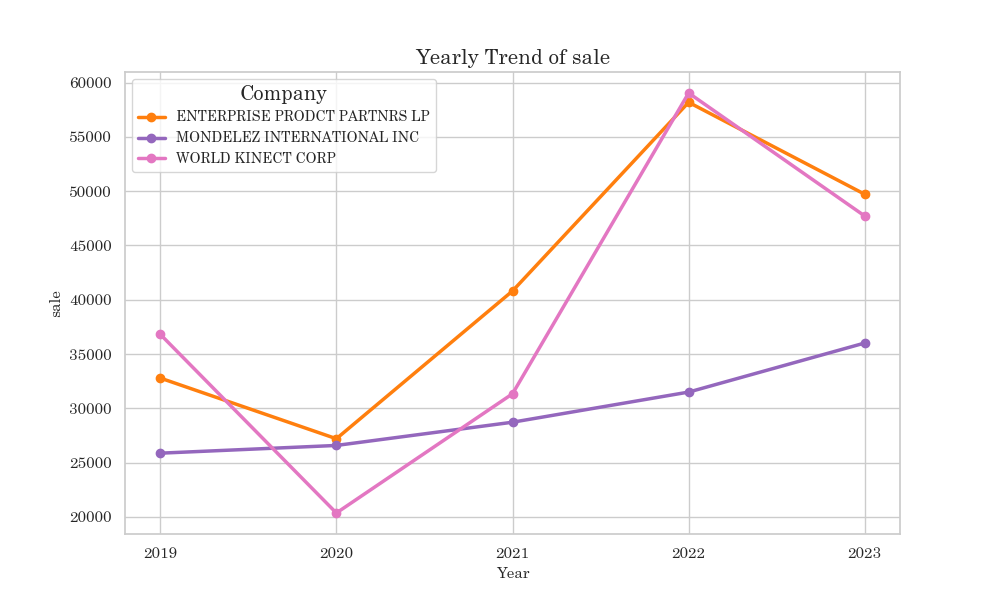 Yearly Trend of sale
Company
ENTERPRISE PRODCT PARTNRS LP
MONDELEZ INTERNATIONAL INC
WORLD KINECT CORP
60000
55000
50000
45000
40000
35000
30000
25000
20000
sale
2019 2020 2021 2022 2023
Year